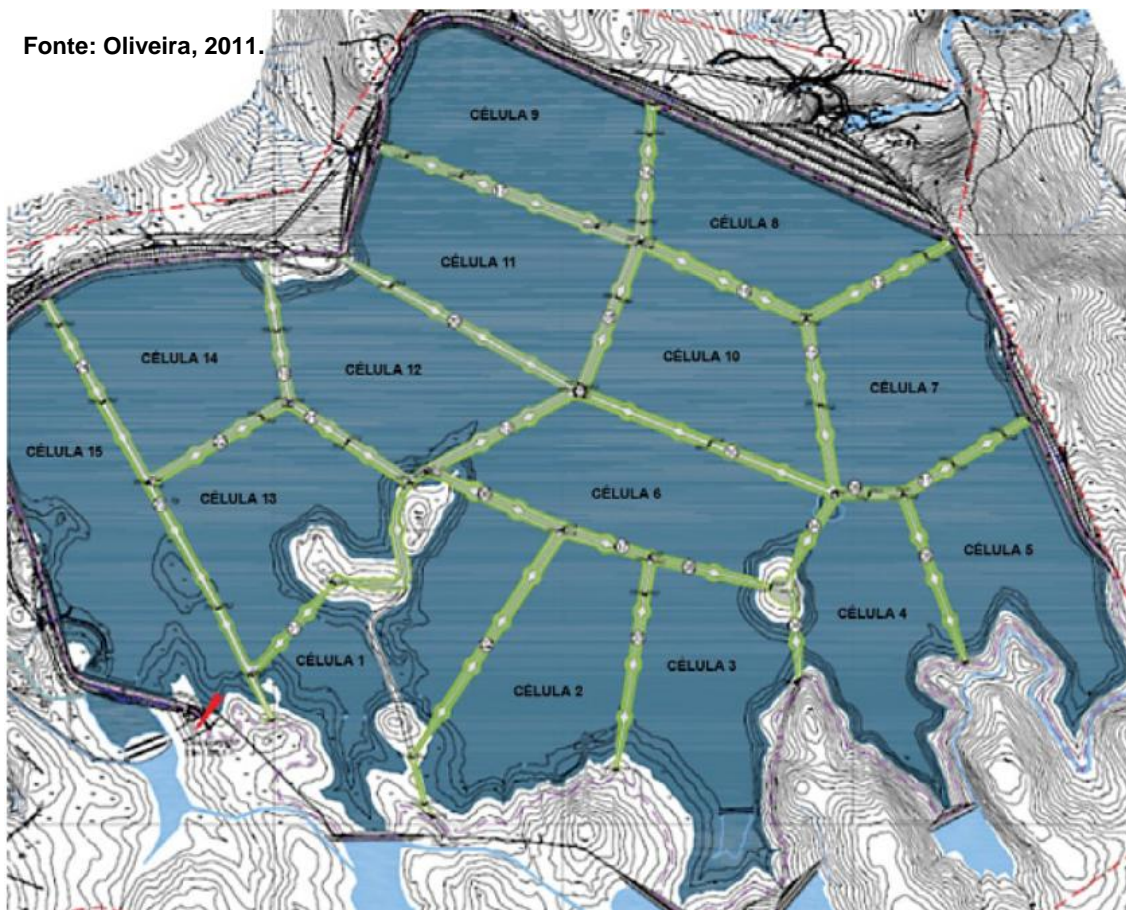 Fonte: Oliveira, 2011.
CÉLULA 9
CÉLULA 8
CÉLULA 11
CÉLULA 14
CÉLULA 12
CÉLULA 10
CÉLULA 7
CÉLULA 15
CÉLULA 13
CÉLULA 6
CÉLULA 5
CÉLULA 4
CÉLULA 1
CÉLULA 3
CÉLULA 2